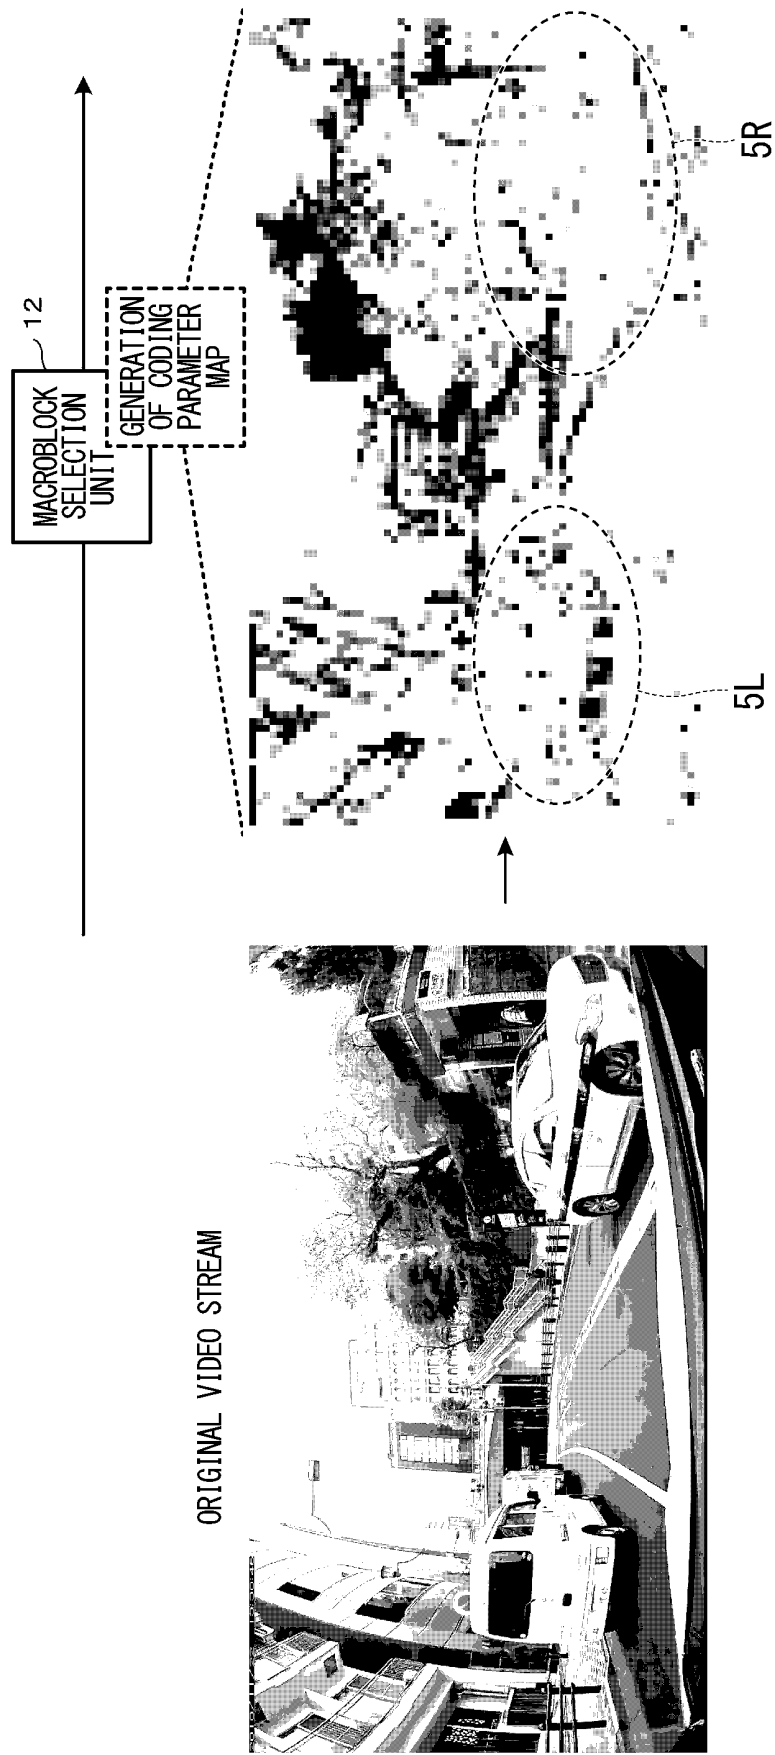 MACROBLOCK
SELECTION
UNIT
12
GENERATION
OF CODING
PARAMETER
MAP
ORIGINAL VIDEO STREAM
5L
5R